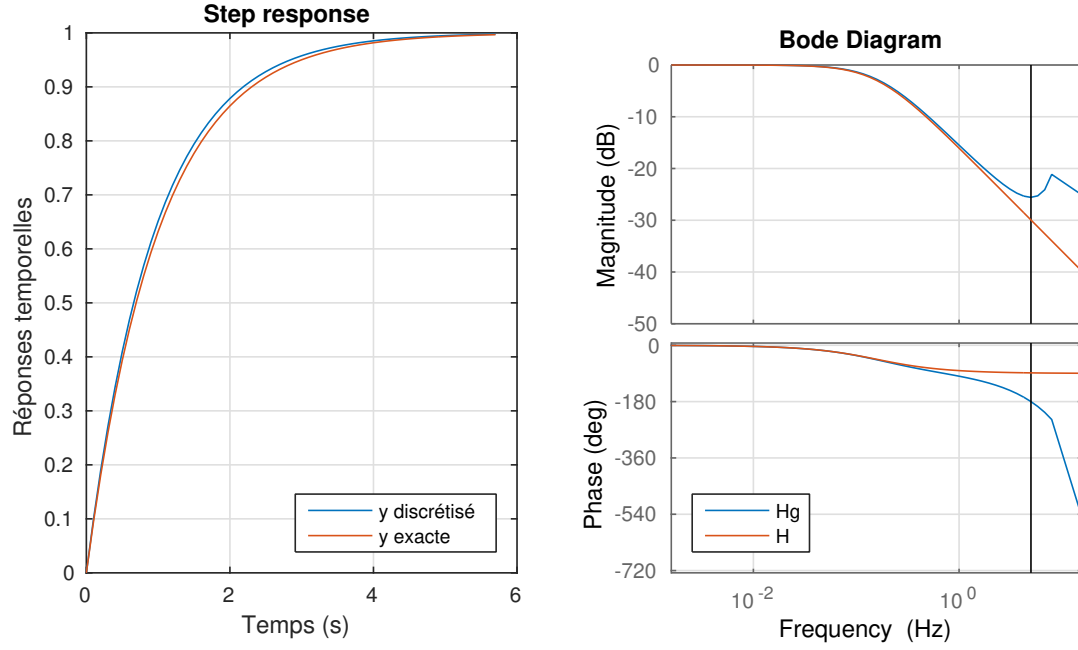 Step response
1
0.9
0.8
0.7
0.6
0.5
0.4
0.3
0.2
0.1
0
Réponses temporelles
y discrétisé
y exacte
0 2 4 6
Temps (s)
Bode Diagram
0
-10
-20
-30
-40
-50
Magnitude (dB)
0
-180
-360
-540
-720
Phase (deg)
Hg
H
10^-2 10^0
Frequency (Hz)